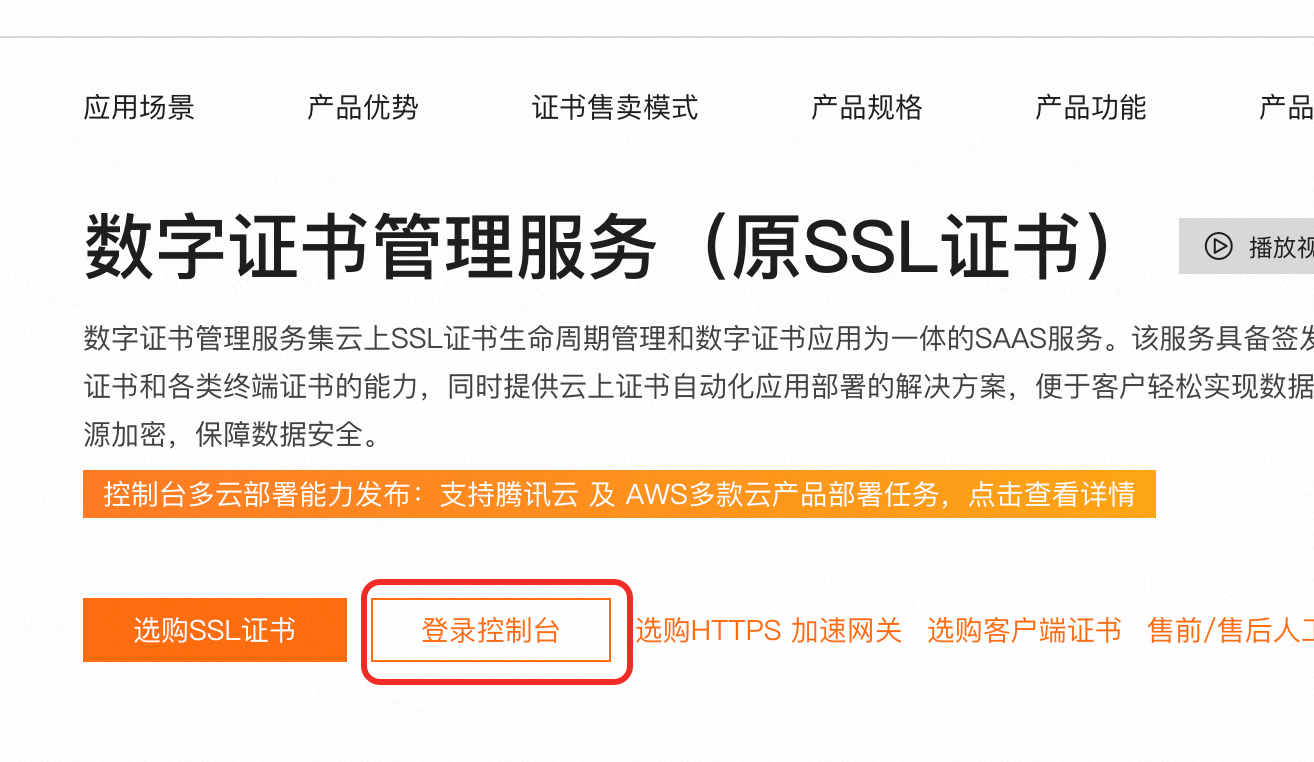 应用场景 产品优势 证书售卖模式 产品规格 产品功能 产品
数字证书管理服务（原SSL证书） 播放视
数字证书管理服务集云上SSL证书生命周期管理和数字证书应用为一体的SAAS服务。该服务具备签发
证书和各类终端证书的能力，同时提供云上证书自动化应用部署的解决方案，便于客户轻松实现数据
源加密，保障数据安全。
控制台多云部署能力发布：支持腾讯云 及 AWS多款云产品部署任务，点击查看详情
选购SSL证书 登录控制台 选购HTTPS 加速网关 选购客户端证书 售前/售后人工